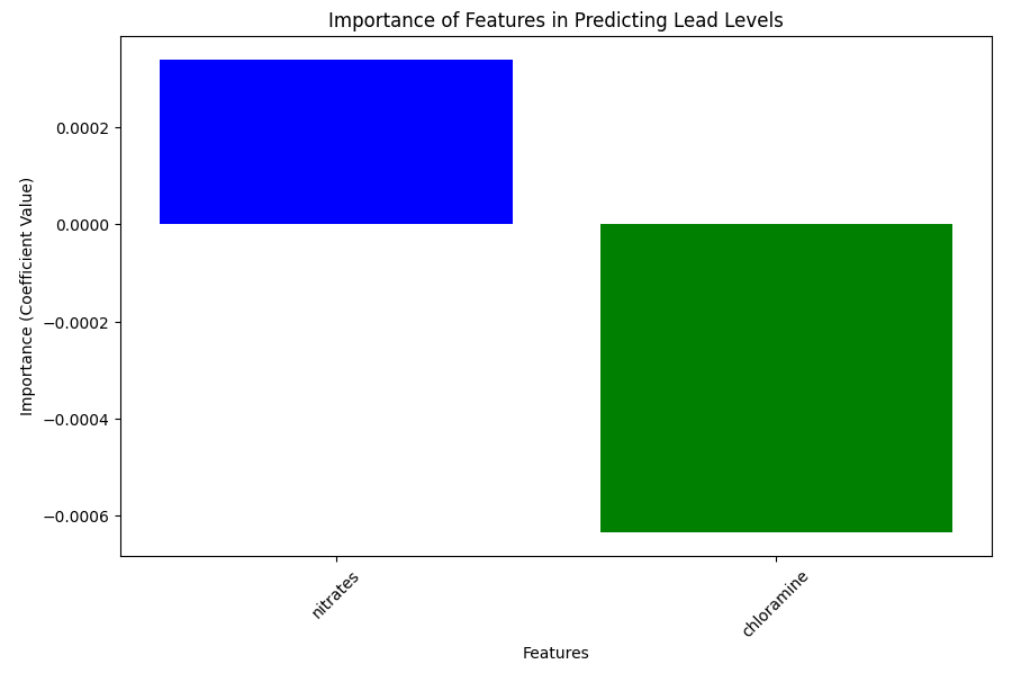 Importance of Features in Predicting Lead Levels
Importance (Coefficient Value)
0.0002
0.0000
−0.0002
−0.0004
−0.0006
nitrates
chloramine
Features